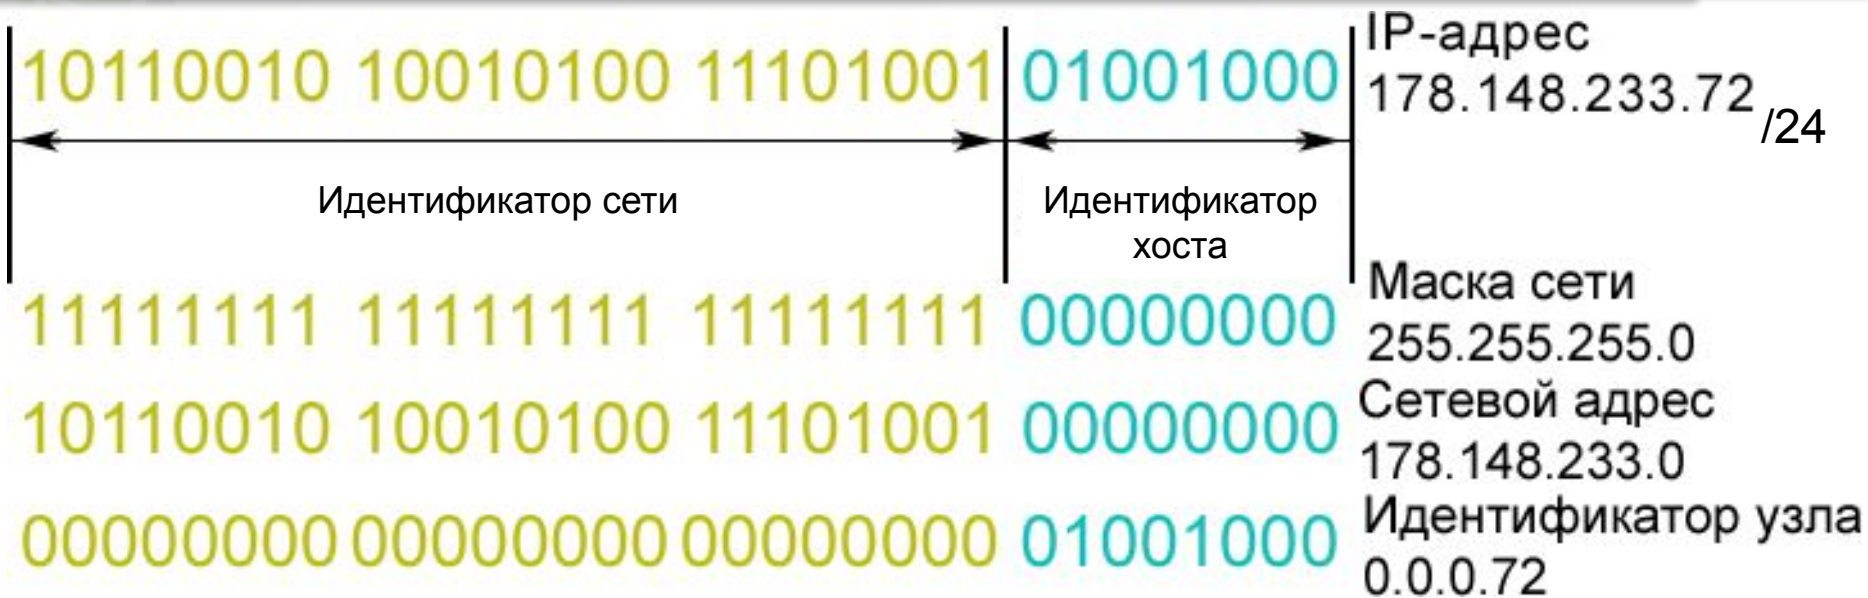 10110010 10010100 11101001 01001000
IP-адрес
178.148.233.72
/24
Идентификатор сети
Идентификатор
хоста
11111111 11111111 11111111 00000000
Маска сети
255.255.255.0
10110010 10010100 11101001 00000000
Сетевой адрес
178.148.233.0
00000000 00000000 00000000 01001000
Идентификатор узла
0.0.0.72